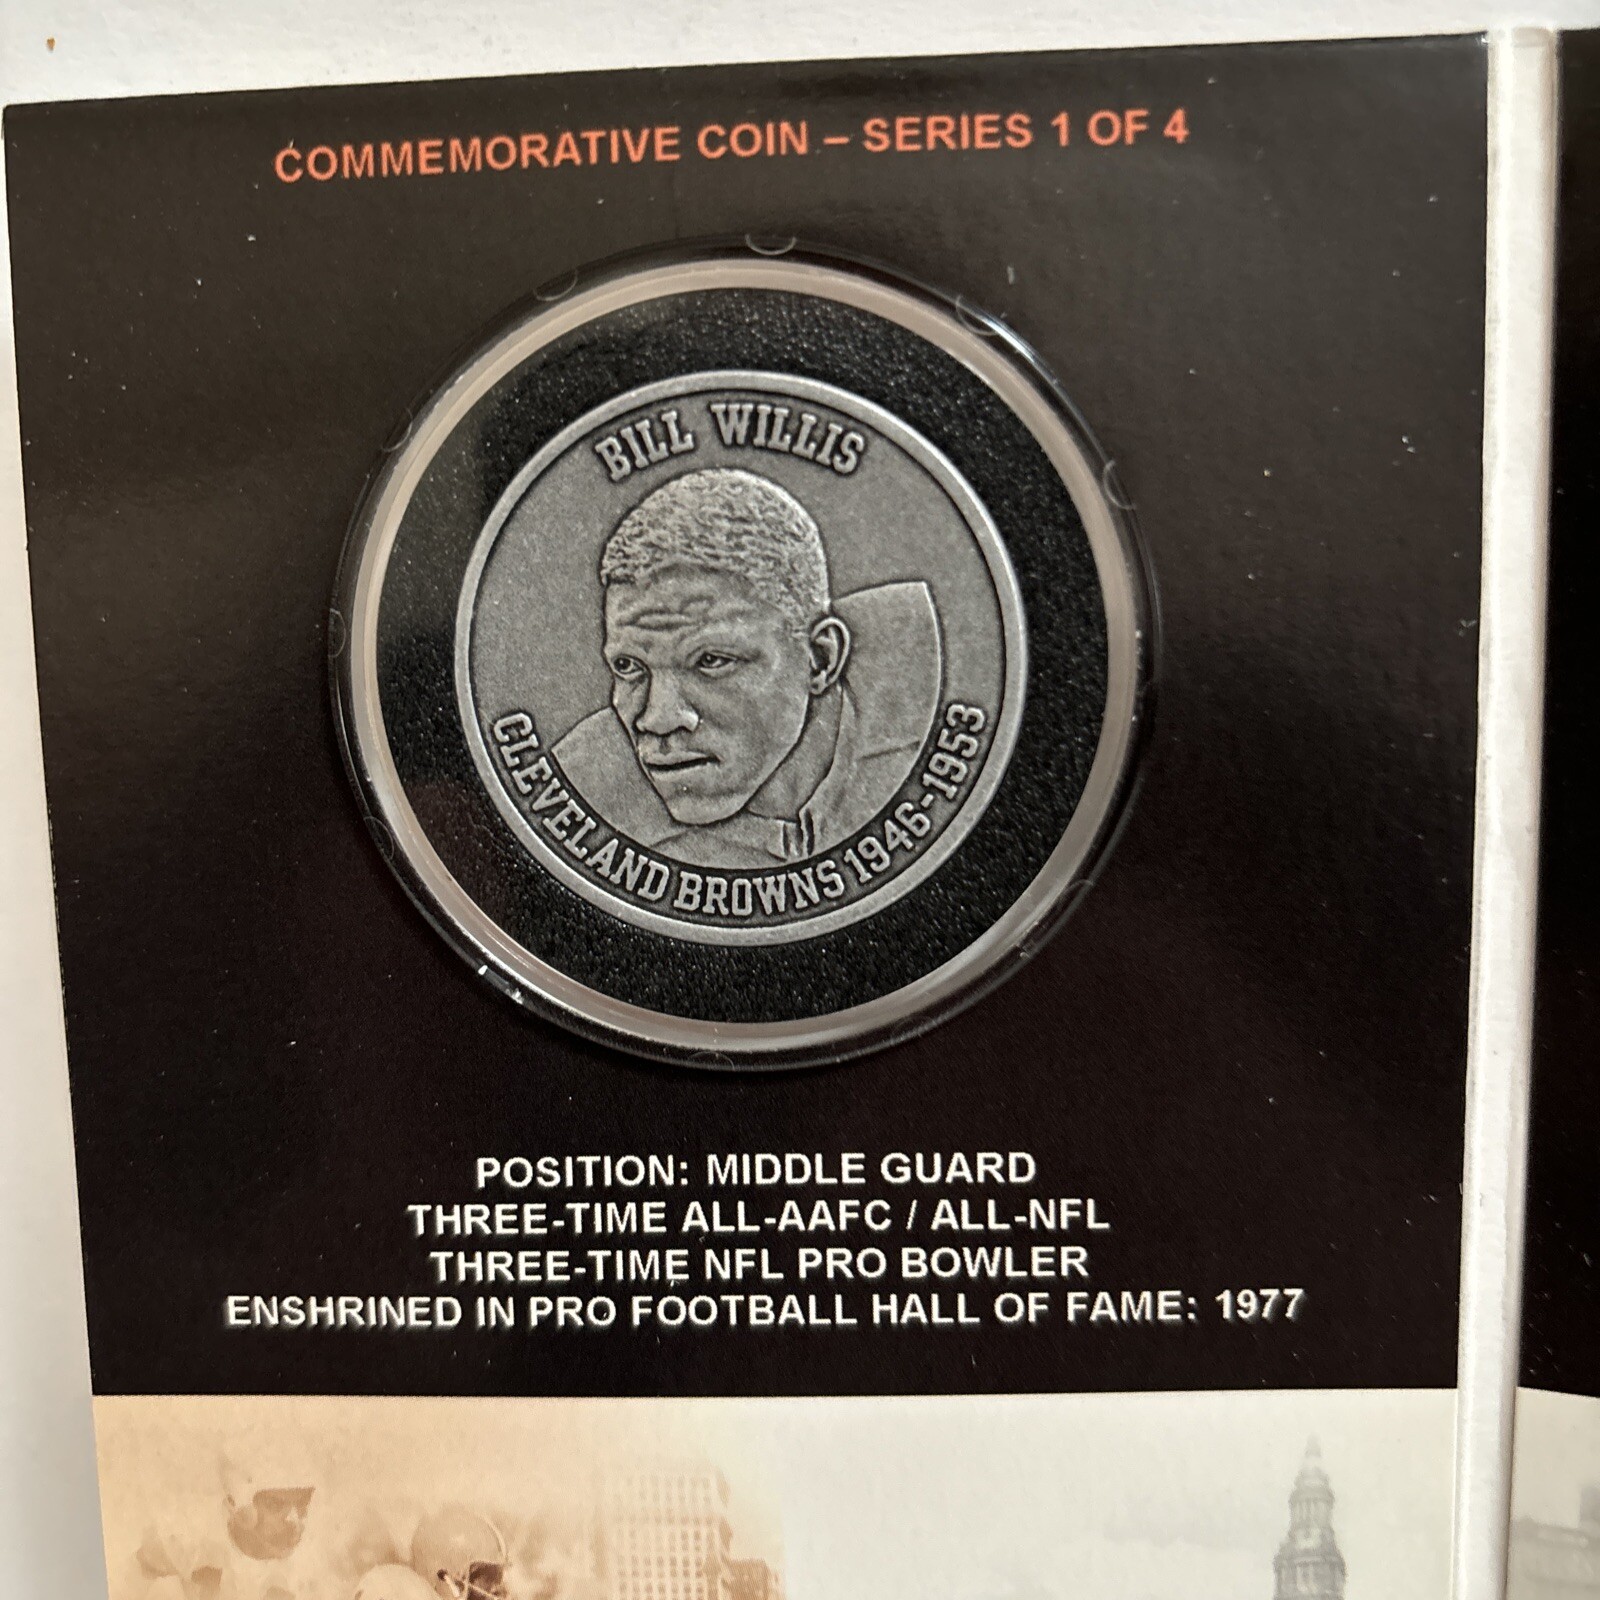 COMMEMORATIVE COIN – SERIES 1 OF 4
BILL WILLIS
CLEVELAND BROWNS 1946-1953
POSITION: MIDDLE GUARD
THREE-TIME ALL-AAFC / ALL-NFL
THREE-TIME NFL PRO BOWLER
ENSHRINED IN PRO FOOTBALL HALL OF FAME: 1977